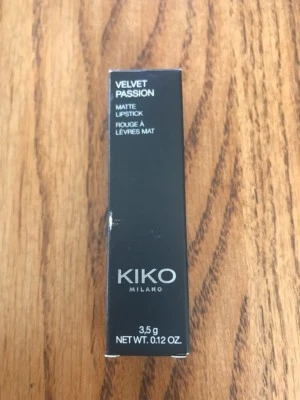 VELVET
PASSION
MATTE
LIPSTICK
ROUGE À
LÈVRES MAT
KIKO
MILANO
3,5 g
NET WT. 0.12 OZ.